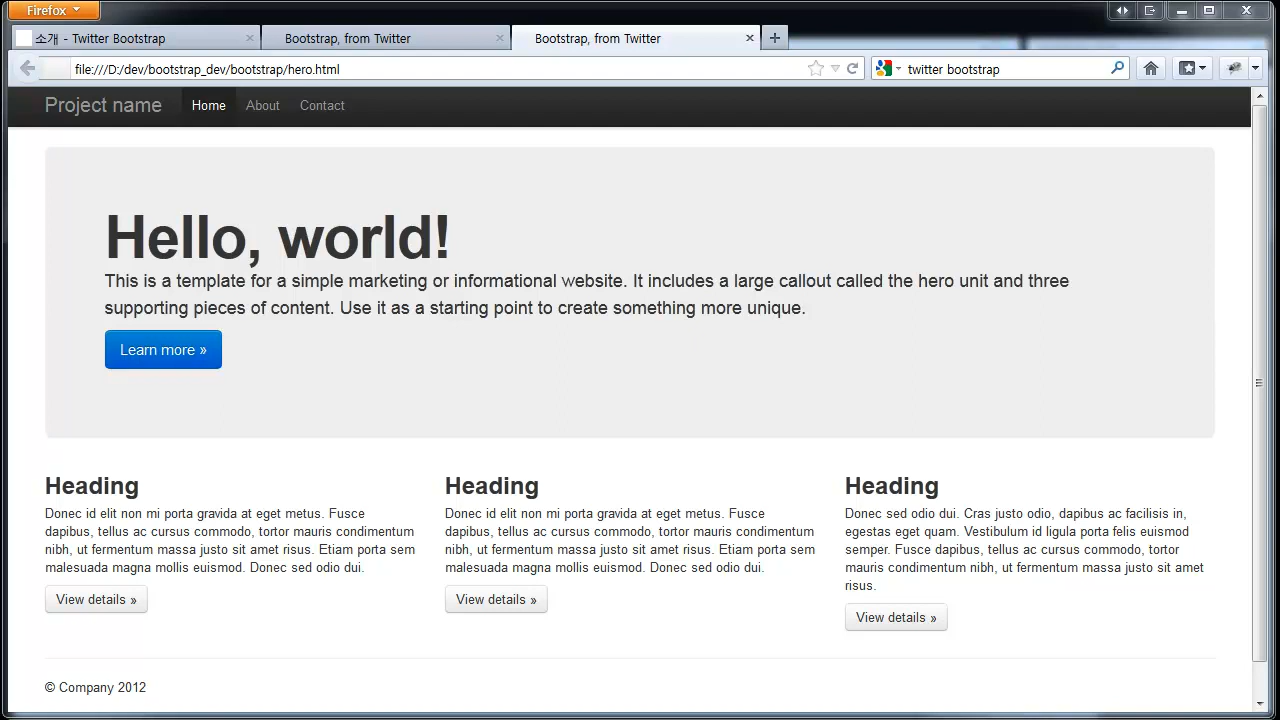 Firefox
소개 - Twitter Bootstrap
Bootstrap, from Twitter
Bootstrap, from Twitter
file:///D:/dev/bootstrap_dev/bootstrap/hero.html
twitter bootstrap
Project name
Home
About
Contact
Hello, world!
This is a template for a simple marketing or informational website. It includes a large callout called the hero unit and three
supporting pieces of content. Use it as a starting point to create something more unique.
Learn more »
Heading
Donec id elit non mi porta gravida at eget metus. Fusce
dapibus, tellus ac cursus commodo, tortor mauris condimentum
nibh, ut fermentum massa justo sit amet risus. Etiam porta sem
malesuada magna mollis euismod. Donec sed odio dui.
View details »
Heading
Donec id elit non mi porta gravida at eget metus. Fusce
dapibus, tellus ac cursus commodo, tortor mauris condimentum
nibh, ut fermentum massa justo sit amet risus. Etiam porta sem
malesuada magna mollis euismod. Donec sed odio dui.
View details »
Heading
Donec sed odio dui. Cras justo odio, dapibus ac facilisis in,
egestas eget quam. Vestibulum id ligula porta felis euismod
semper. Fusce dapibus, tellus ac cursus commodo, tortor
mauris condimentum nibh, ut fermentum massa justo sit amet
risus.
View details »
© Company 2012